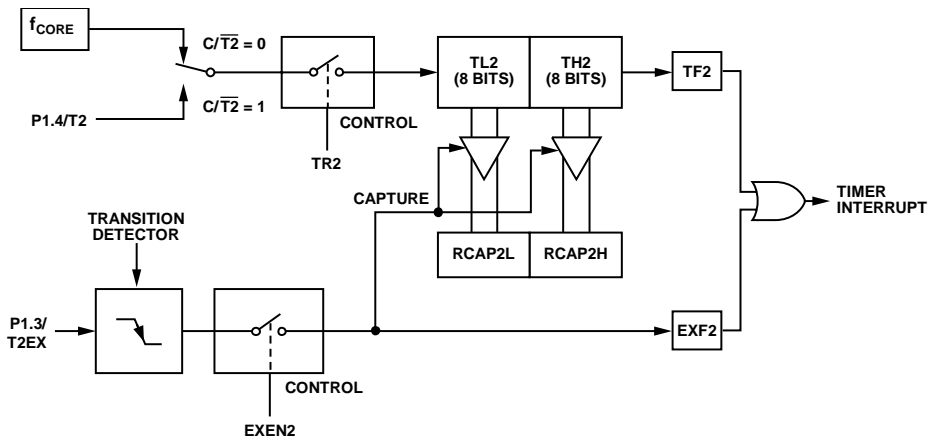 fCORE
C/T2 = 0
C/T2 = 1
P1.4/T2
CONTROL
TR2
TL2
(8 BITS)
TH2
(8 BITS)
TF2
CAPTURE
TRANSITION
DETECTOR
RCAP2L
RCAP2H
TIMER
INTERRUPT
P1.3/
T2EX
CONTROL
EXEN2
EXF2